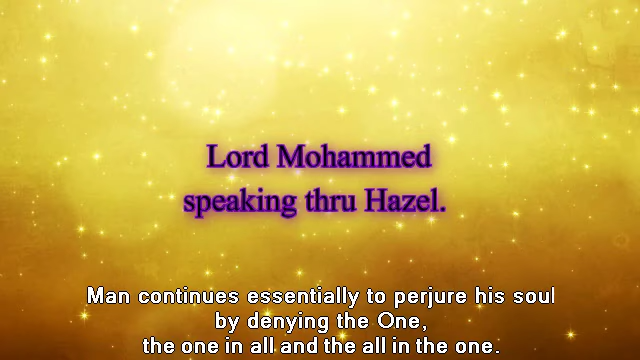 Lord Mohammed
speaking thru Hazel.
Man continues essentially to perjure his soul
by denying the One,
the one in all and the all in the one.